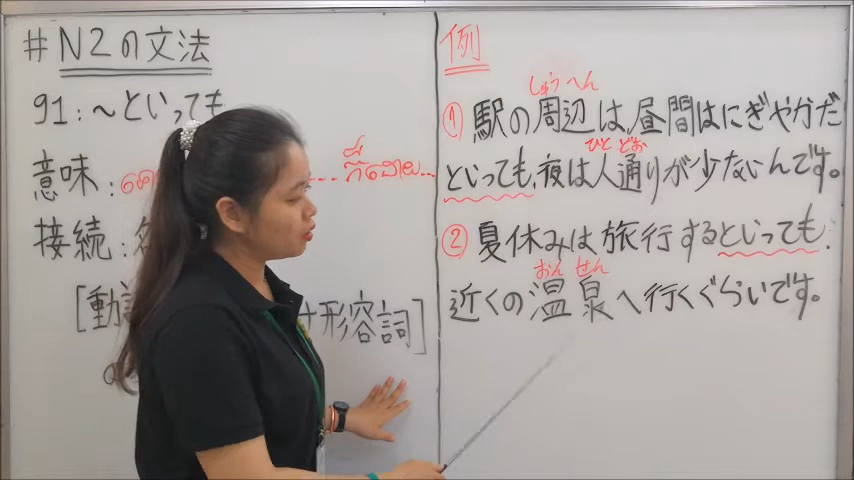 #N2の文法
91:〜といっても
意味:
接続:
[動
形容詞]
例
しゅうへん
① 駅の周辺は、昼間はにぎやかだ
ひと どお
といっても、夜は人通りが少ないんです。
② 夏休みは旅行するといっても、
おん せん
近くの温泉へ行くぐらいです。